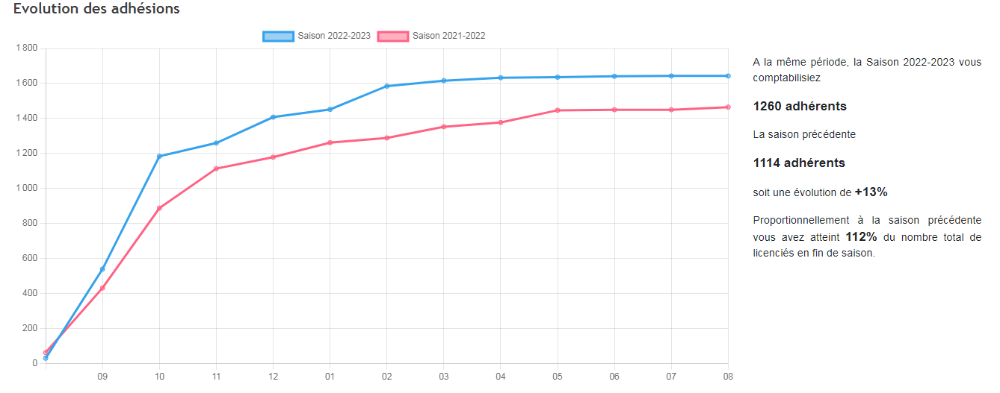 Evolution des adhésions
Saison 2022-2023
Saison 2021-2022
1 800
1 600
1 400
1 200
1 000
800
600
400
200
0
09
10
11
12
01
02
03
04
05
06
07
08
A la même période, la Saison 2022-2023 vous
comptabilisiez
1260 adhérents
La saison précédente
1114 adhérents
soit une évolution de +13%
Proportionnellement à la saison précédente
vous avez atteint 112% du nombre total de
licenciés en fin de saison.